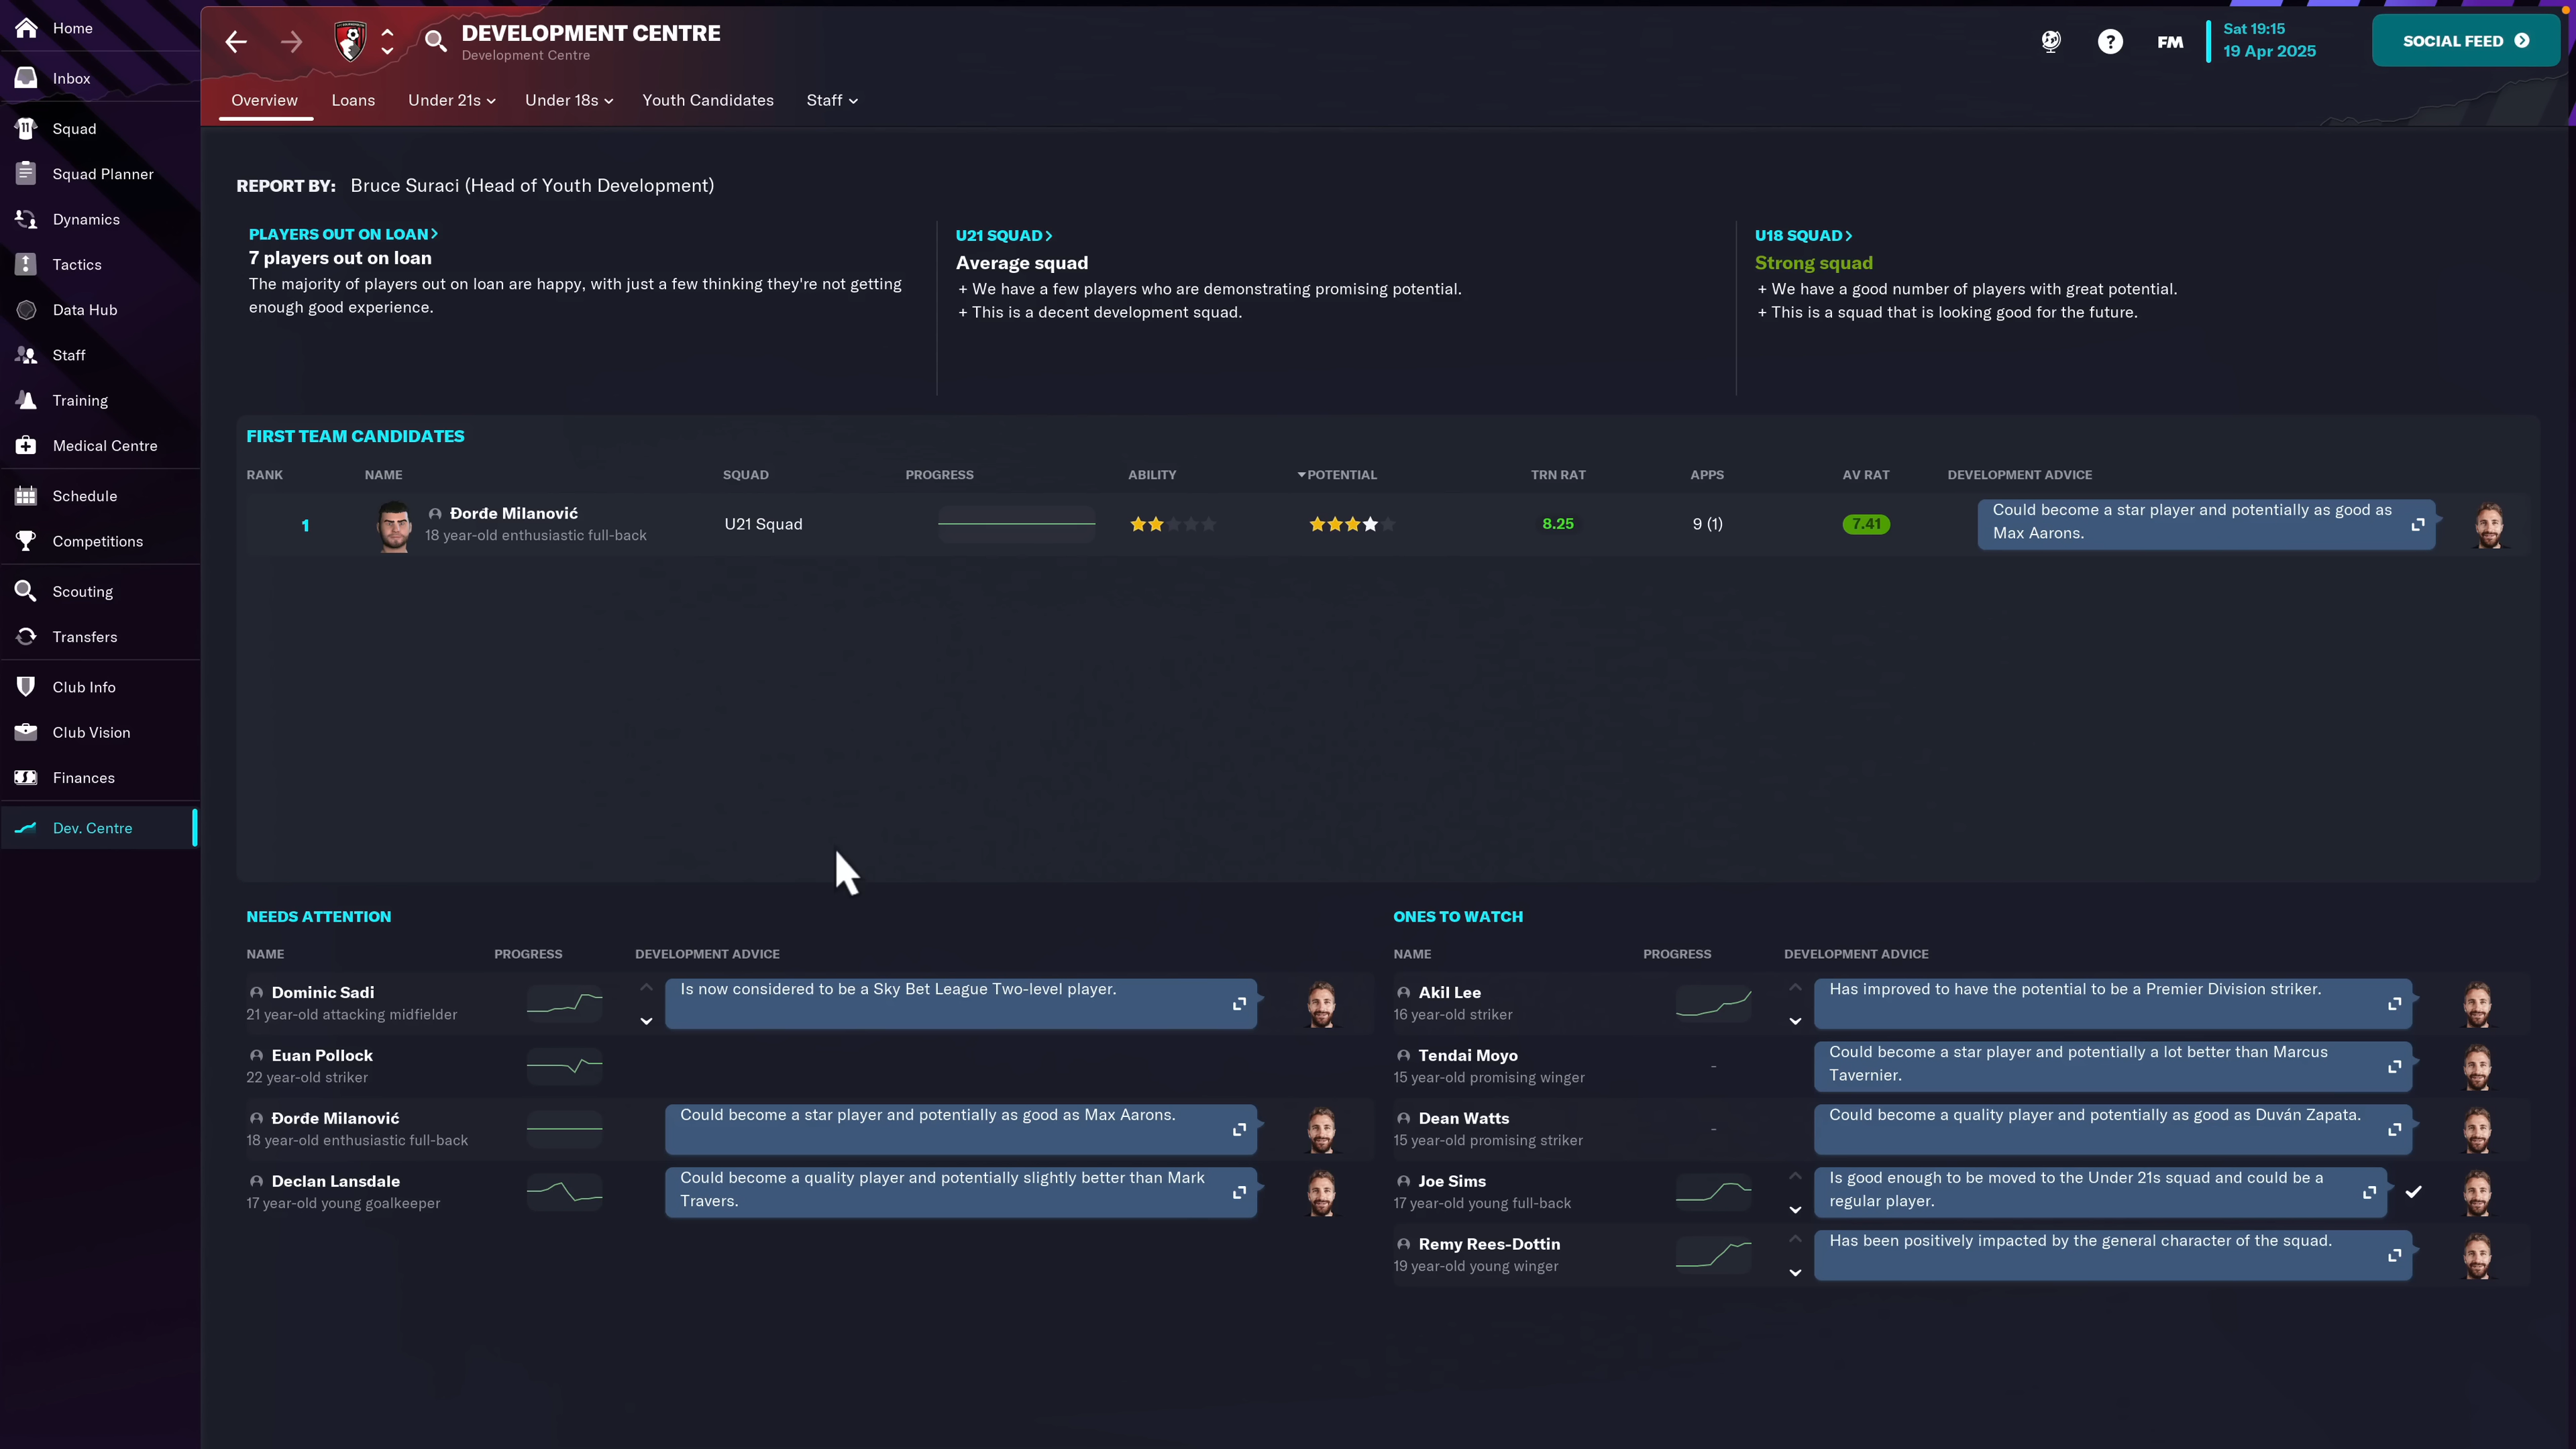 Home
Inbox
Squad
Squad Planner
Dynamics
Tactics
Data Hub
Staff
Training
Medical Centre
Schedule
Competitions
Scouting
Transfers
Club Info
Club Vision
Finances
Dev. Centre
DEVELOPMENT CENTRE
Development Centre
FM
Sat 19:15
19 Apr 2025
SOCIAL FEED
Overview Loans Under 21s Under 18s Youth Candidates Staff
REPORT BY: Bruce Suraci (Head of Youth Development)
PLAYERS OUT ON LOAN>
7 players out on loan
The majority of players out on loan are happy, with just a few thinking they're not getting
enough good experience.
U21 SQUAD>
Average squad
+ We have a few players who are demonstrating promising potential.
+ This is a decent development squad.
U18 SQUAD>
Strong squad
+ We have a good number of players with great potential.
+ This is a squad that is looking good for the future.
FIRST TEAM CANDIDATES
RANK NAME SQUAD PROGRESS ABILITY POTENTIAL TRN RAT APPS AV RAT DEVELOPMENT ADVICE
1 Đorđe Milanović U21 Squad 8.25 9 (1) 7.41
18 year-old enthusiastic full-back
Could become a star player and potentially as good as
Max Aarons.
NEEDS ATTENTION
NAME PROGRESS DEVELOPMENT ADVICE
Dominic Sadi
21 year-old attacking midfielder
Is now considered to be a Sky Bet League Two-level player.
Euan Pollock
22 year-old striker
Đorđe Milanović
18 year-old enthusiastic full-back
Could become a star player and potentially as good as Max Aarons.
Declan Lansdale
17 year-old young goalkeeper
Could become a quality player and potentially slightly better than Mark
Travers.
ONES TO WATCH
NAME PROGRESS DEVELOPMENT ADVICE
Akil Lee
16 year-old striker
Has improved to have the potential to be a Premier Division striker.
Tendai Moyo
15 year-old promising winger
-
Could become a star player and potentially a lot better than Marcus
Tavernier.
Dean Watts
15 year-old promising striker
-
Could become a quality player and potentially as good as Duván Zapata.
Joe Sims
17 year-old young full-back
Is good enough to be moved to the Under 21s squad and could be a
regular player.
Remy Rees-Dottin
19 year-old young winger
Has been positively impacted by the general character of the squad.